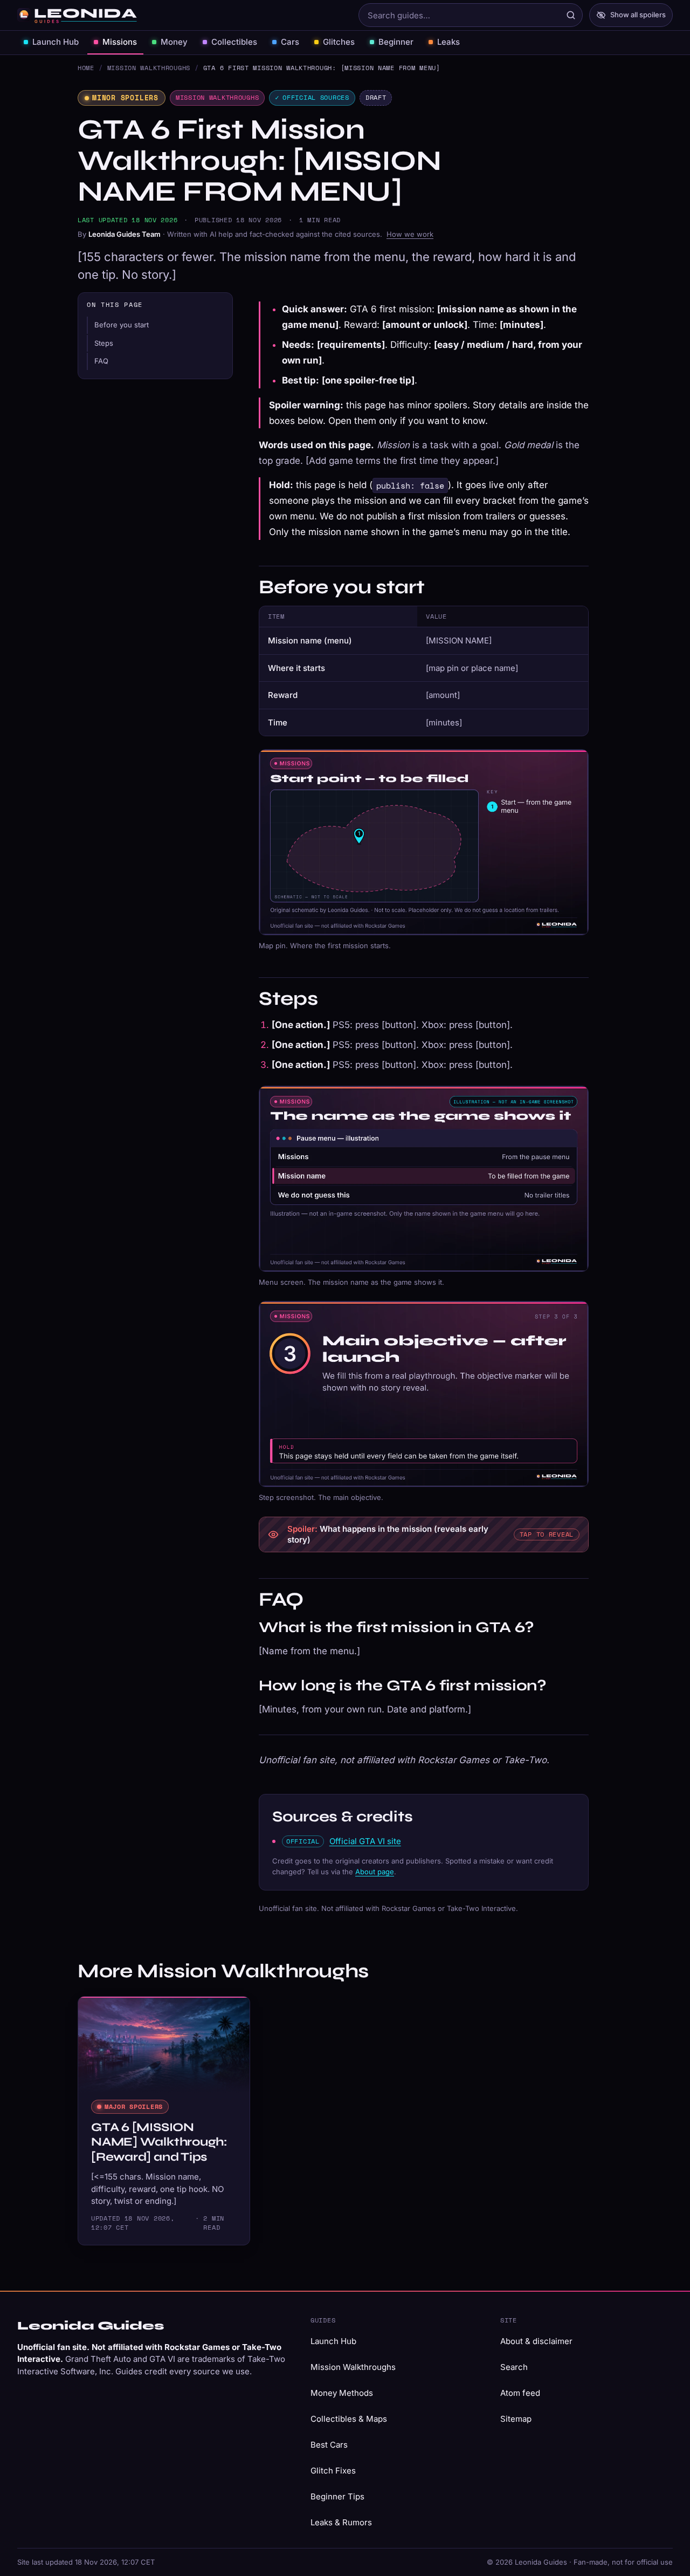 LEONIDA
GUIDES
Search guides...
Show all spoilers
Launch Hub
Missions
Money
Collectibles
Cars
Glitches
Beginner
Leaks
HOME / MISSION WALKTHROUGHS / GTA 6 FIRST MISSION WALKTHROUGH: [MISSION NAME FROM MENU]
MINOR SPOILERS
MISSION WALKTHROUGHS
✓ OFFICIAL SOURCES
DRAFT
GTA 6 First Mission
Walkthrough: [MISSION
NAME FROM MENU]
LAST UPDATED 18 NOV 2026 · PUBLISHED 18 NOV 2026 · 1 MIN READ
By Leonida Guides Team · Written with AI help and fact-checked against the cited sources. How we work
[155 characters or fewer. The mission name from the menu, the reward, how hard it is and
one tip. No story.]
ON THIS PAGE
Before you start
Steps
FAQ
Quick answer: GTA 6 first mission: [mission name as shown in the
game menu]. Reward: [amount or unlock]. Time: [minutes].
Needs: [requirements]. Difficulty: [easy / medium / hard, from your
own run].
Best tip: [one spoiler-free tip].
Spoiler warning: this page has minor spoilers. Story details are inside the
boxes below. Open them only if you want to know.
Words used on this page. Mission is a task with a goal. Gold medal is the
top grade. [Add game terms the first time they appear.]
Hold: this page is held (publish: false). It goes live only after
someone plays the mission and we can fill every bracket from the game's
own menu. We do not publish a first mission from trailers or guesses.
Only the mission name shown in the game's menu may go in the title.
Before you start
ITEM VALUE
Mission name (menu) [MISSION NAME]
Where it starts [map pin or place name]
Reward [amount]
Time [minutes]
MISSIONS
Start point — to be filled
KEY
1 Start — from the game
menu
1
SCHEMATIC — NOT TO SCALE
Original schematic by Leonida Guides. · Not to scale. Placeholder only. We do not guess a location from trailers.
Unofficial fan site — not affiliated with Rockstar Games
LEONIDA
Map pin. Where the first mission starts.
Steps
1. [One action.] PS5: press [button]. Xbox: press [button].
2. [One action.] PS5: press [button]. Xbox: press [button].
3. [One action.] PS5: press [button]. Xbox: press [button].
MISSIONS
ILLUSTRATION — NOT AN IN-GAME SCREENSHOT
The name as the game shows it
Pause menu — illustration
Missions From the pause menu
Mission name To be filled from the game
We do not guess this No trailer titles
Illustration — not an in-game screenshot. Only the name shown in the game menu will go here.
Unofficial fan site — not affiliated with Rockstar Games
LEONIDA
Menu screen. The mission name as the game shows it.
MISSIONS
STEP 3 OF 3
3
Main objective — after
launch
We fill this from a real playthrough. The objective marker will be
shown with no story reveal.
HOLD
This page stays held until every field can be taken from the game itself.
Unofficial fan site — not affiliated with Rockstar Games
LEONIDA
Step screenshot. The main objective.
Spoiler: What happens in the mission (reveals early
story)
TAP TO REVEAL
FAQ
What is the first mission in GTA 6?
[Name from the menu.]
How long is the GTA 6 first mission?
[Minutes, from your own run. Date and platform.]
Unofficial fan site, not affiliated with Rockstar Games or Take-Two.
Sources & credits
OFFICIAL Official GTA VI site
Credit goes to the original creators and publishers. Spotted a mistake or want credit
changed? Tell us via the About page.
Unofficial fan site. Not affiliated with Rockstar Games or Take-Two Interactive.
More Mission Walkthroughs
MAJOR SPOILERS
GTA 6 [MISSION
NAME] Walkthrough:
[Reward] and Tips
[<=155 chars. Mission name,
difficulty, reward, one tip hook. NO
story, twist or ending.]
UPDATED 18 NOV 2026,
12:07 CET
· 2 MIN
READ
Leonida Guides
Unofficial fan site. Not affiliated with Rockstar Games or Take-Two
Interactive. Grand Theft Auto and GTA VI are trademarks of Take-Two
Interactive Software, Inc. Guides credit every source we use.
GUIDES
Launch Hub
Mission Walkthroughs
Money Methods
Collectibles & Maps
Best Cars
Glitch Fixes
Beginner Tips
Leaks & Rumors
SITE
About & disclaimer
Search
Atom feed
Sitemap
Site last updated 18 Nov 2026, 12:07 CET
© 2026 Leonida Guides · Fan-made, not for official use